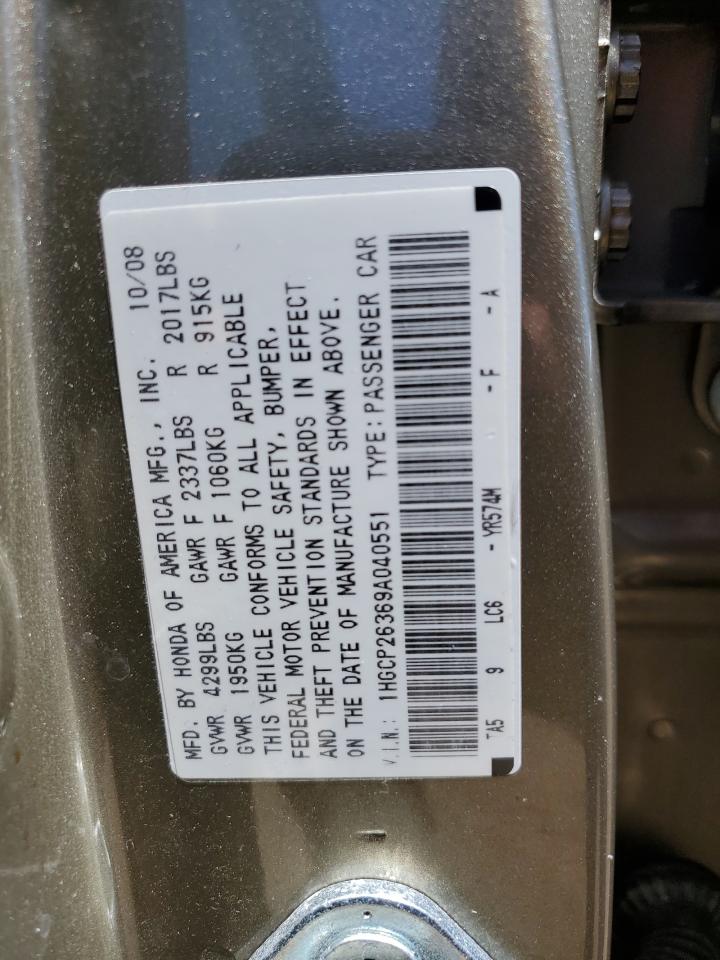 MFD. BY HONDA OF AMERICA MFG., INC. 10/08
GVWR 4299LBS GAWR F 2337LBS R 2017LBS
GVWR 1950KG GAWR F 1060KG R 915KG
THIS VEHICLE CONFORMS TO ALL APPLICABLE
FEDERAL MOTOR VEHICLE SAFETY, BUMPER,
AND THEFT PREVENTION STANDARDS IN EFFECT
ON THE DATE OF MANUFACTURE SHOWN ABOVE.
V.I.N.: 1HGCP26369A040551 TYPE:PASSENGER CAR
TA5 9 LC6 -YR574M -F -A